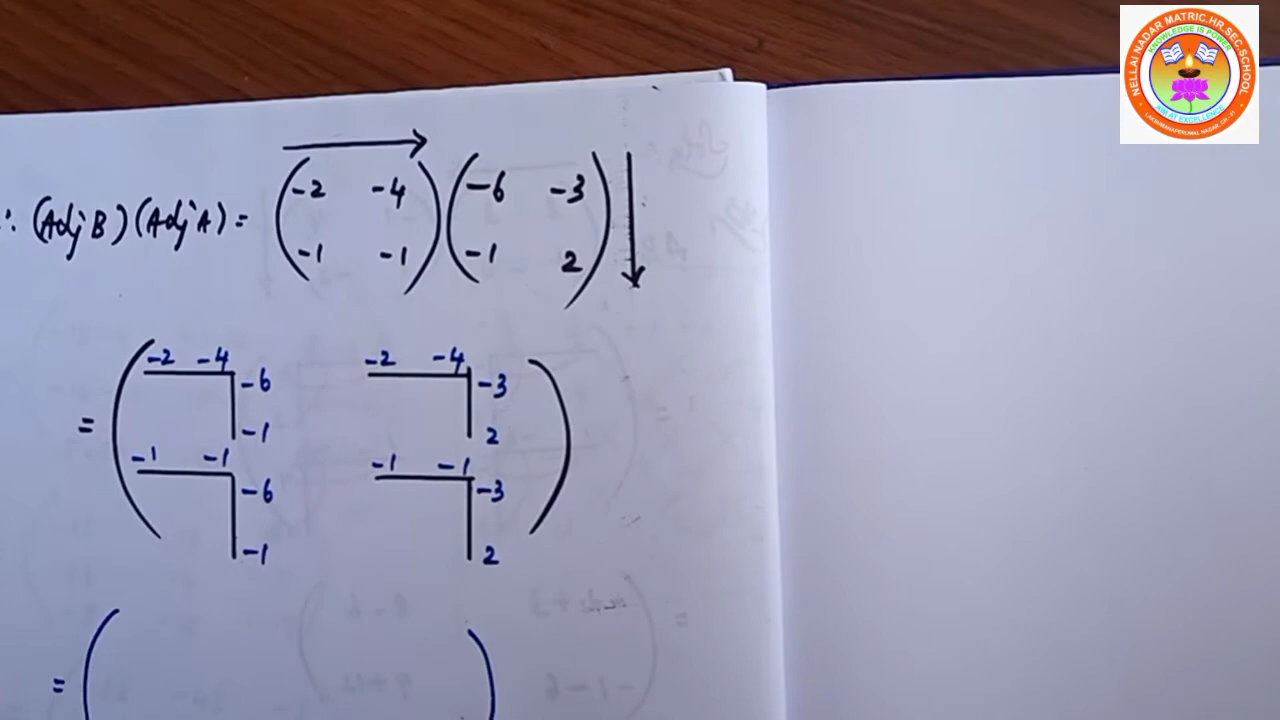 NELLAI NADAR MATRIC.HR.SEC.SCHOOL
KNOWLEDGE IS POWER
AIM AT EXCELLENCE
∴ (Adj B)(Adj A) = (-2 -4) (-6 -3)
(-1 -1) (-1 2)
-2 -4 -2 -4
-6 -3
= -1 2
-1 -1 -1 -1
-6 -3
-1 2
=